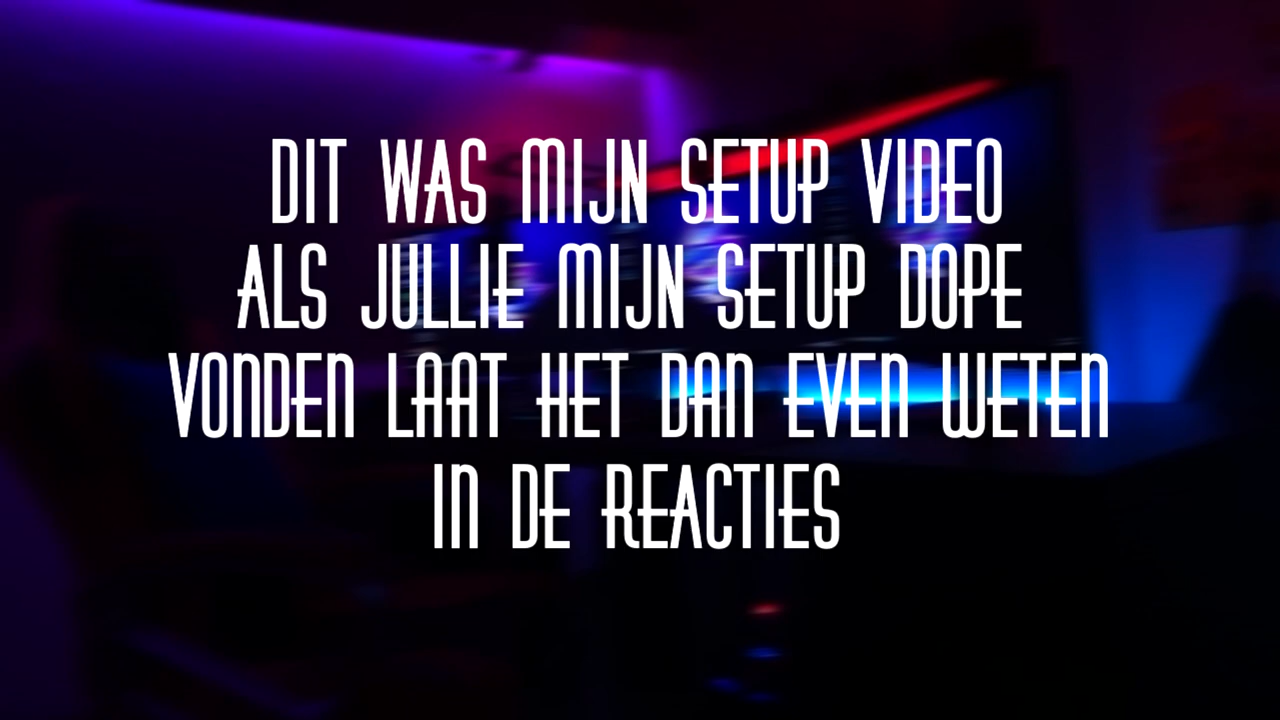 DIT WAS MIJN SETUP VIDEO
ALS JULLIE MIJN SETUP DOPE
VONDEN LAAT HET DAN EVEN WETEN
IN DE REACTIES